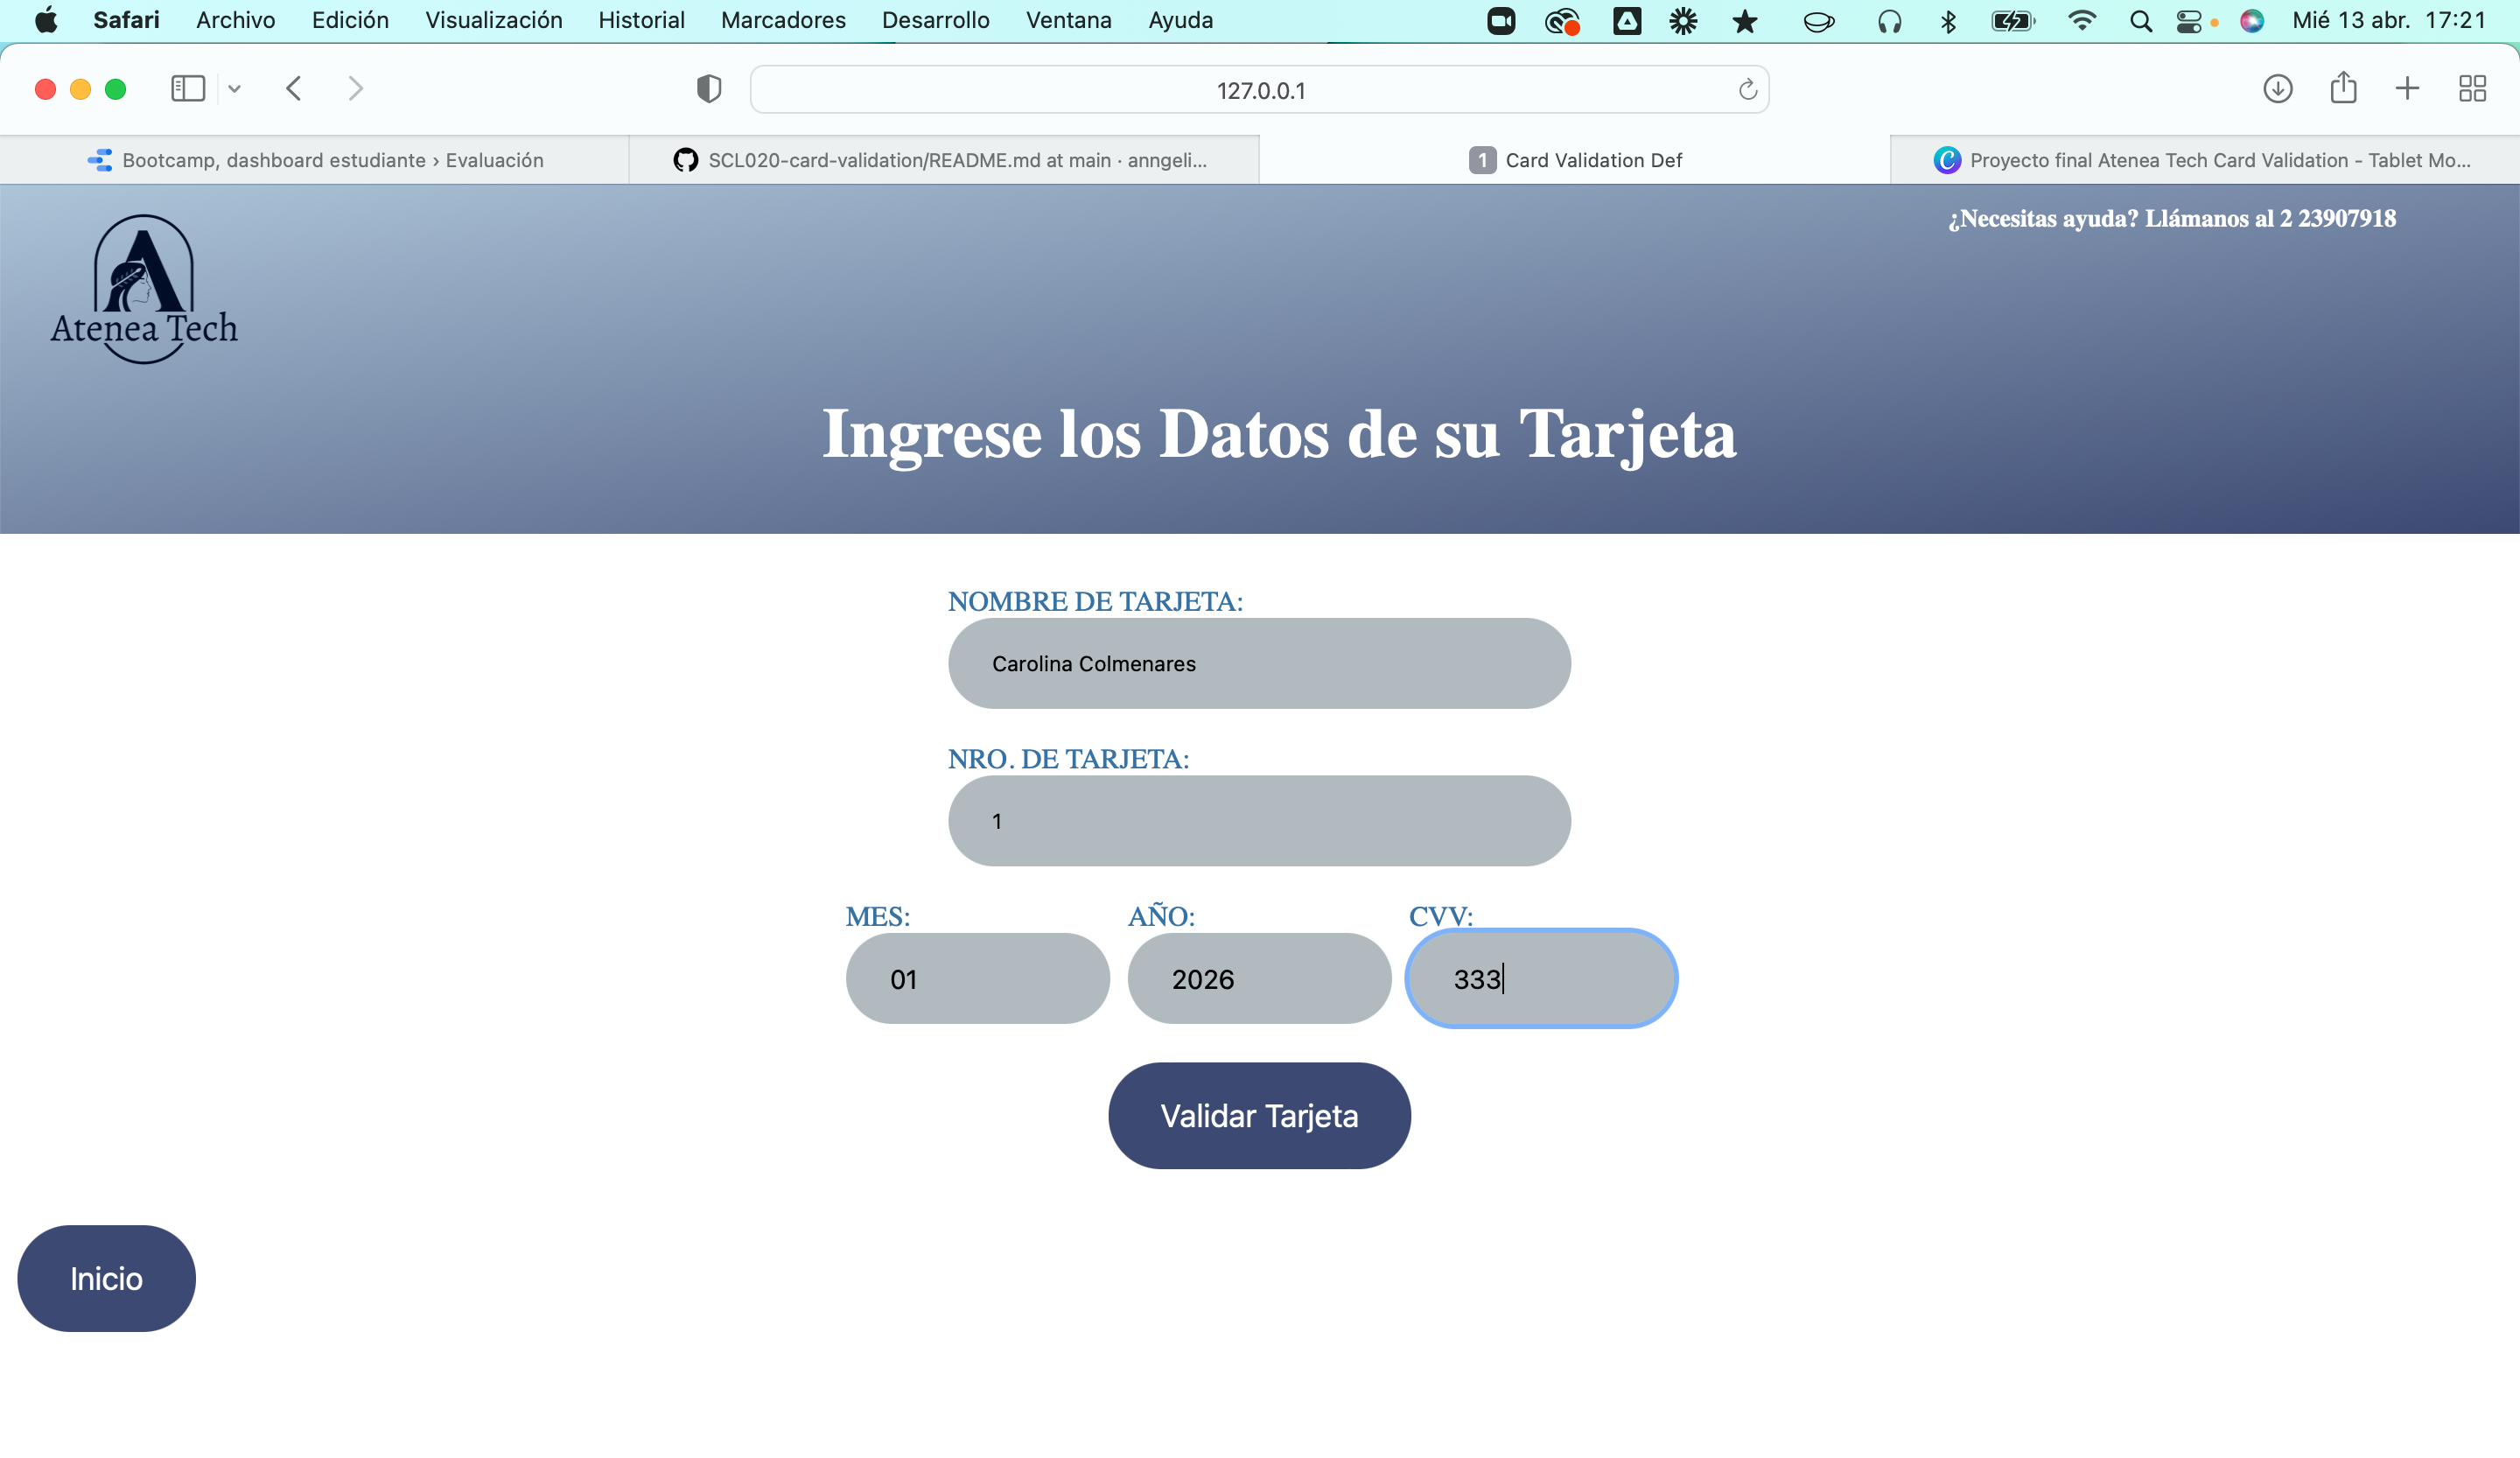 Safari Archivo Edición Visualización Historial Marcadores Desarrollo Ventana Ayuda Mié 13 abr. 17:21
127.0.0.1
Bootcamp, dashboard estudiante › Evaluación SCL020-card-validation/README.md at main · anngeli... 1 Card Validation Def Proyecto final Atenea Tech Card Validation - Tablet Mo...
¿Necesitas ayuda? Llámanos al 2 23907918
A
Atenea Tech
Ingrese los Datos de su Tarjeta
NOMBRE DE TARJETA:
Carolina Colmenares
NRO. DE TARJETA:
1
MES: AÑO: CVV:
01 2026 333
Validar Tarjeta
Inicio